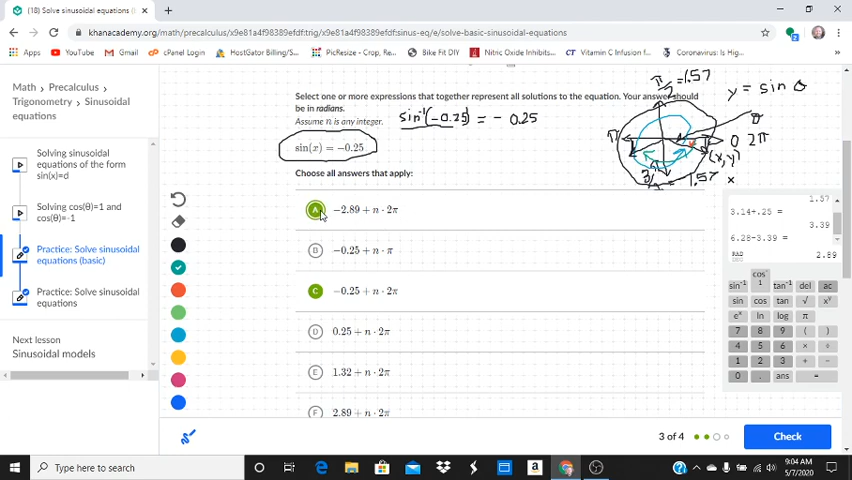 (18) Solve sinusoidal equations (
khanacademy.org/math/precalculus/x9e81a4f98389efdf:trig/x9e81a4f98389efdf:sinus-eq/e/solve-basic-sinusoidal-equations
Apps YouTube Gmail cPanel Login HostGator Billing/S... PicResize - Crop, Re... Bike Fit DIY Nitric Oxide Inhibits... CT Vitamin C Infusion f... Coronavirus: Is Hig...
Math
Precalculus
Trigonometry
Sinusoidal
equations
Solving sinusoidal
equations of the form
sin(x)=d
Solving cos(θ)=1 and
cos(θ)=-1
Practice: Solve sinusoidal
equations (basic)
Practice: Solve sinusoidal
equations
Next lesson
Sinusoidal models
Select one or more expressions that together represent all solutions to the equation. Your answer should
be in radians.
Assume n is any integer.
sin⁻¹(-0.25) = - 0.25
sin(x) = −0.25
Choose all answers that apply:
A −2.89 + n · 2π
B −0.25 + n · π
C −0.25 + n · 2π
D 0.25 + n · 2π
E 1.32 + n · 2π
F 2.89 + n · 2π
π/2 = 1.57
y = sin θ
θ
π
0 2π
(x, y)
= 1.57
x
1.57
3.14+.25 =
3.39
6.28-3.39 =
RAD 2.89
sin⁻¹ cos⁻¹ tan⁻¹ del ac
sin cos tan √ xʸ
eˣ ln log π
7 8 9 ( )
4 5 6 × ÷
1 2 3 + −
0 . ans =
3 of 4
Check
Type here to search
9:04 AM
5/7/2020